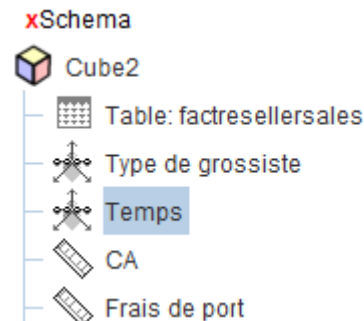 xSchema
Cube2
Table: factresellersales
Type de grossiste
Temps
CA
Frais de port